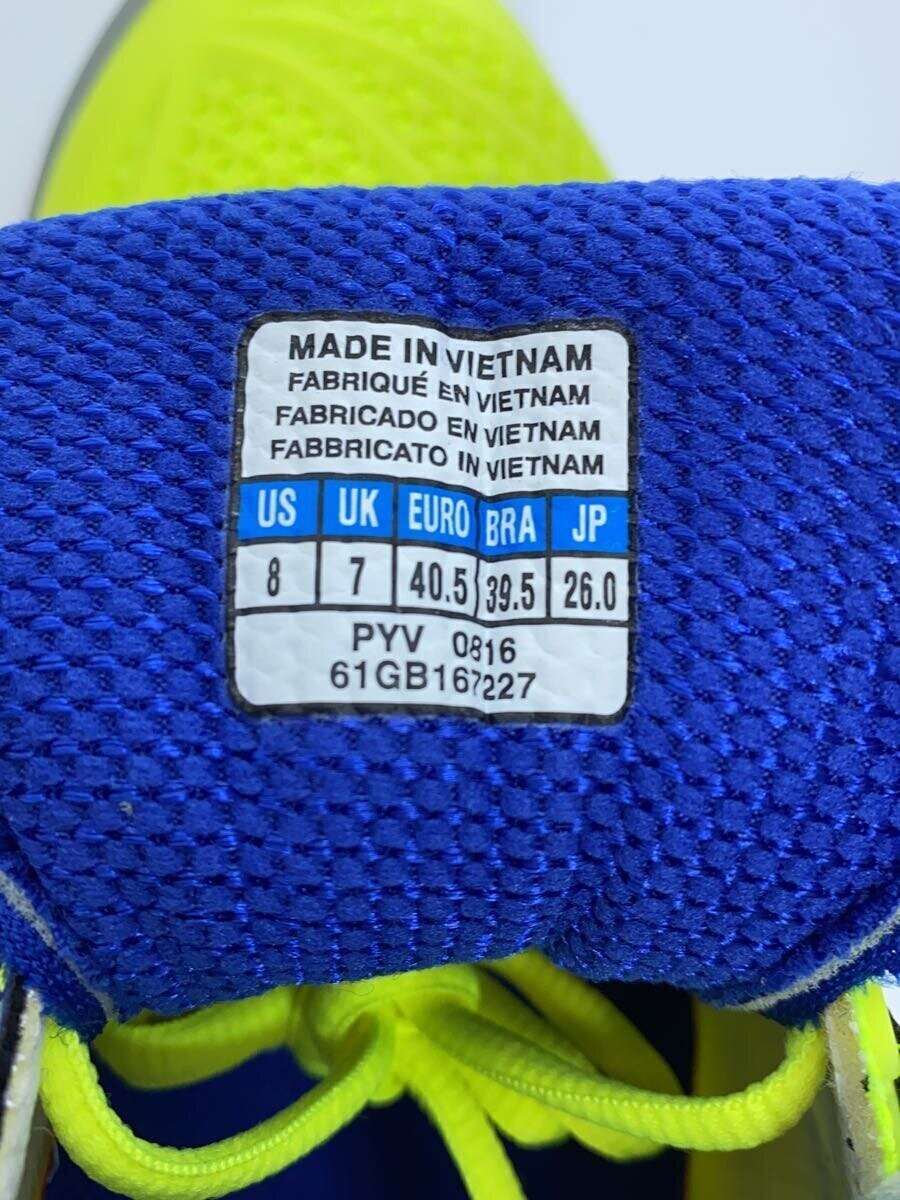 MADE IN VIETNAM
FABRIQUÉ EN VIETNAM
FABRICADO EN VIETNAM
FABBRICATO IN VIETNAM
US UK EURO BRA JP
8 7 40.5 39.5 26.0
PYV 0816
61GB167227